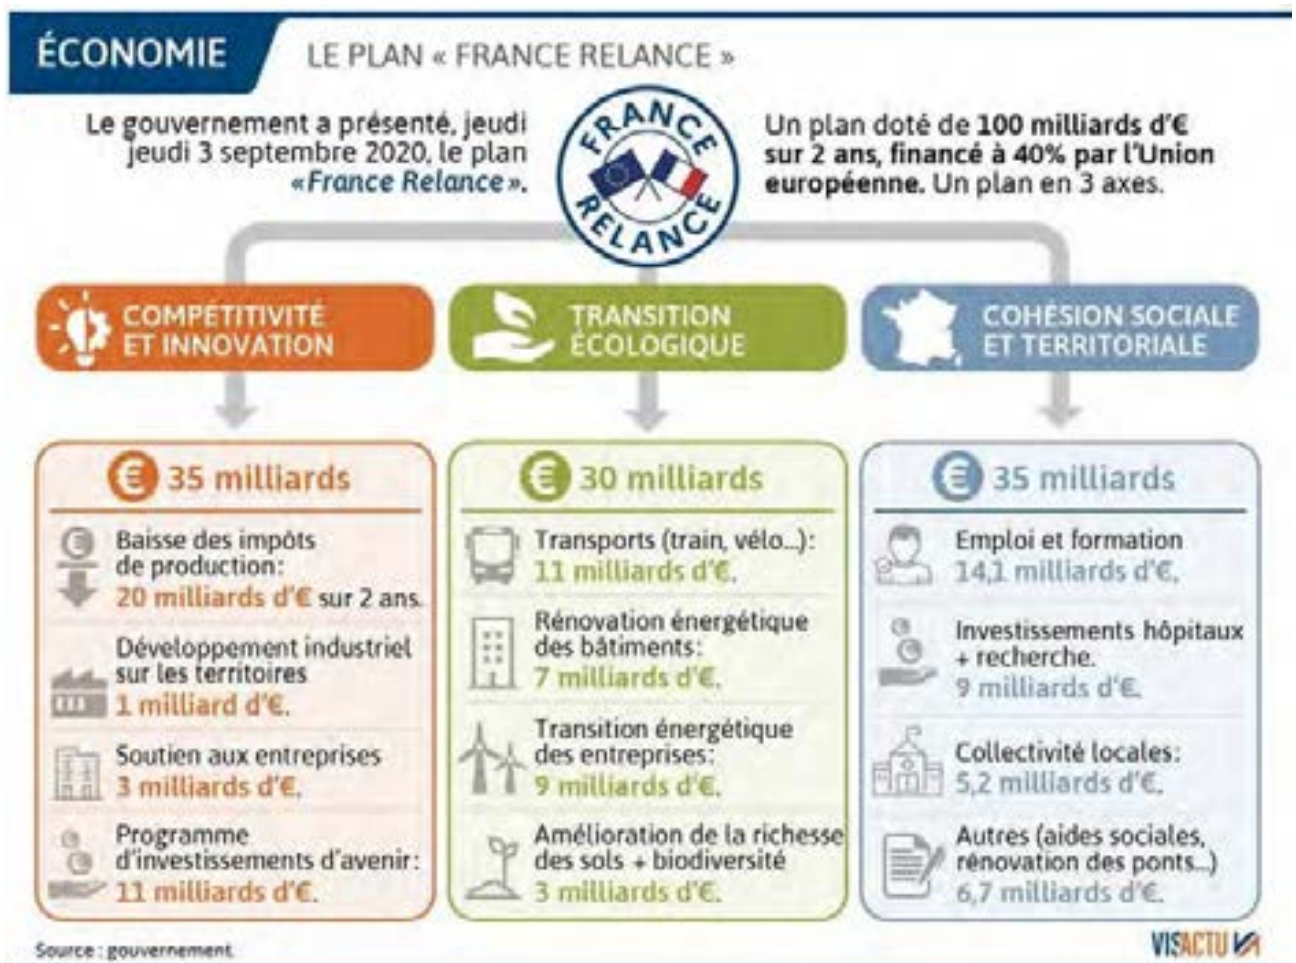 ÉCONOMIE
LE PLAN « FRANCE RELANCE »
Le gouvernement a présenté, jeudi
jeudi 3 septembre 2020, le plan
«France Relance».
FRANCE
RELANCE
Un plan doté de 100 milliards d'€
sur 2 ans, financé à 40% par l'Union
européenne. Un plan en 3 axes.
COMPÉTITIVITÉ
ET INNOVATION
€ 35 milliards
Baisse des impôts
de production:
20 milliards d'€ sur 2 ans.
Développement industriel
sur les territoires
1 milliard d'€.
Soutien aux entreprises
3 milliards d'€.
Programme
d'investissements d'avenir:
11 milliards d'€.
TRANSITION
ÉCOLOGIQUE
€ 30 milliards
Transports (train, vélo...):
11 milliards d'€.
Rénovation énergétique
des bâtiments:
7 milliards d'€.
Transition énergétique
des entreprises:
9 milliards d'€.
Amélioration de la richesse
des sols + biodiversité
3 milliards d'€.
COHÉSION SOCIALE
ET TERRITORIALE
€ 35 milliards
Emploi et formation
14,1 milliards d'€.
Investissements hôpitaux
+ recherche.
9 milliards d'€.
Collectivité locales:
5,2 milliards d'€.
Autres (aides sociales,
rénovation des ponts...)
6,7 milliards d'€.
Source : gouvernement.
VISACTU